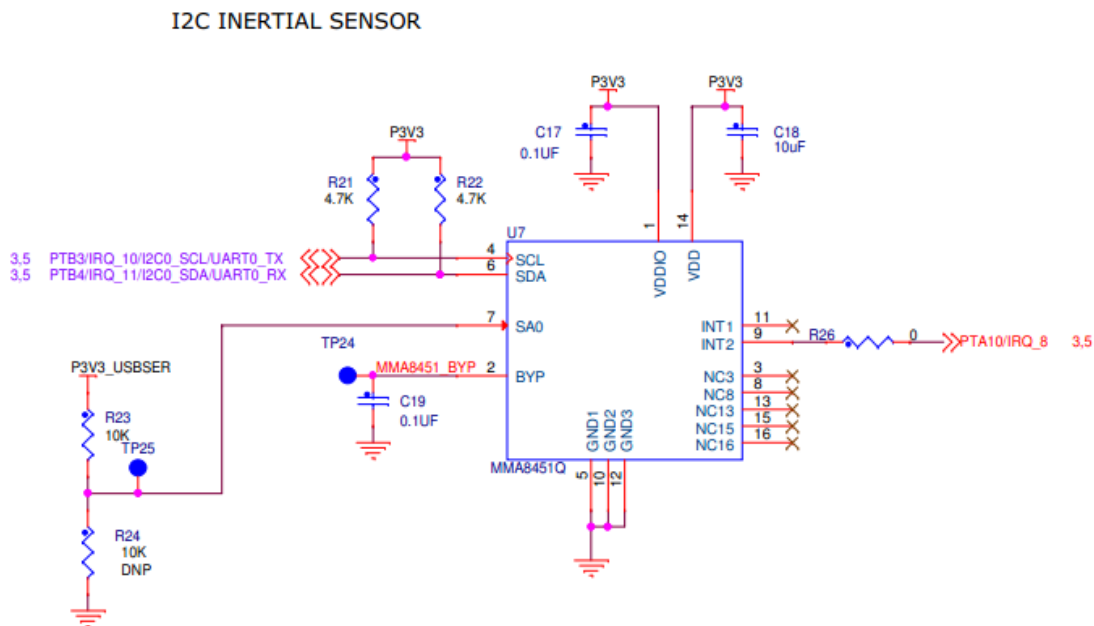 I2C INERTIAL SENSOR
P3V3
P3V3
C17
0.1UF
C18
10uF
P3V3
R21
4.7K
R22
4.7K
U7
1
14
VDDIO
VDD
3,5 PTB3/IRQ_10/I2C0_SCL/UART0_TX
4
SCL
3,5 PTB4/IRQ_11/I2C0_SDA/UART0_RX
6
SDA
7
SA0
INT1
11
INT2
9
R26
0
PTA10/IRQ_8 3,5
TP24
MMA8451_BYP
2
BYP
NC3
3
NC8
8
NC13
13
NC15
15
NC16
16
C19
0.1UF
P3V3_USBSER
R23
10K
TP25
GND1
GND2
GND3
MMA8451Q
5
10
12
R24
10K
DNP